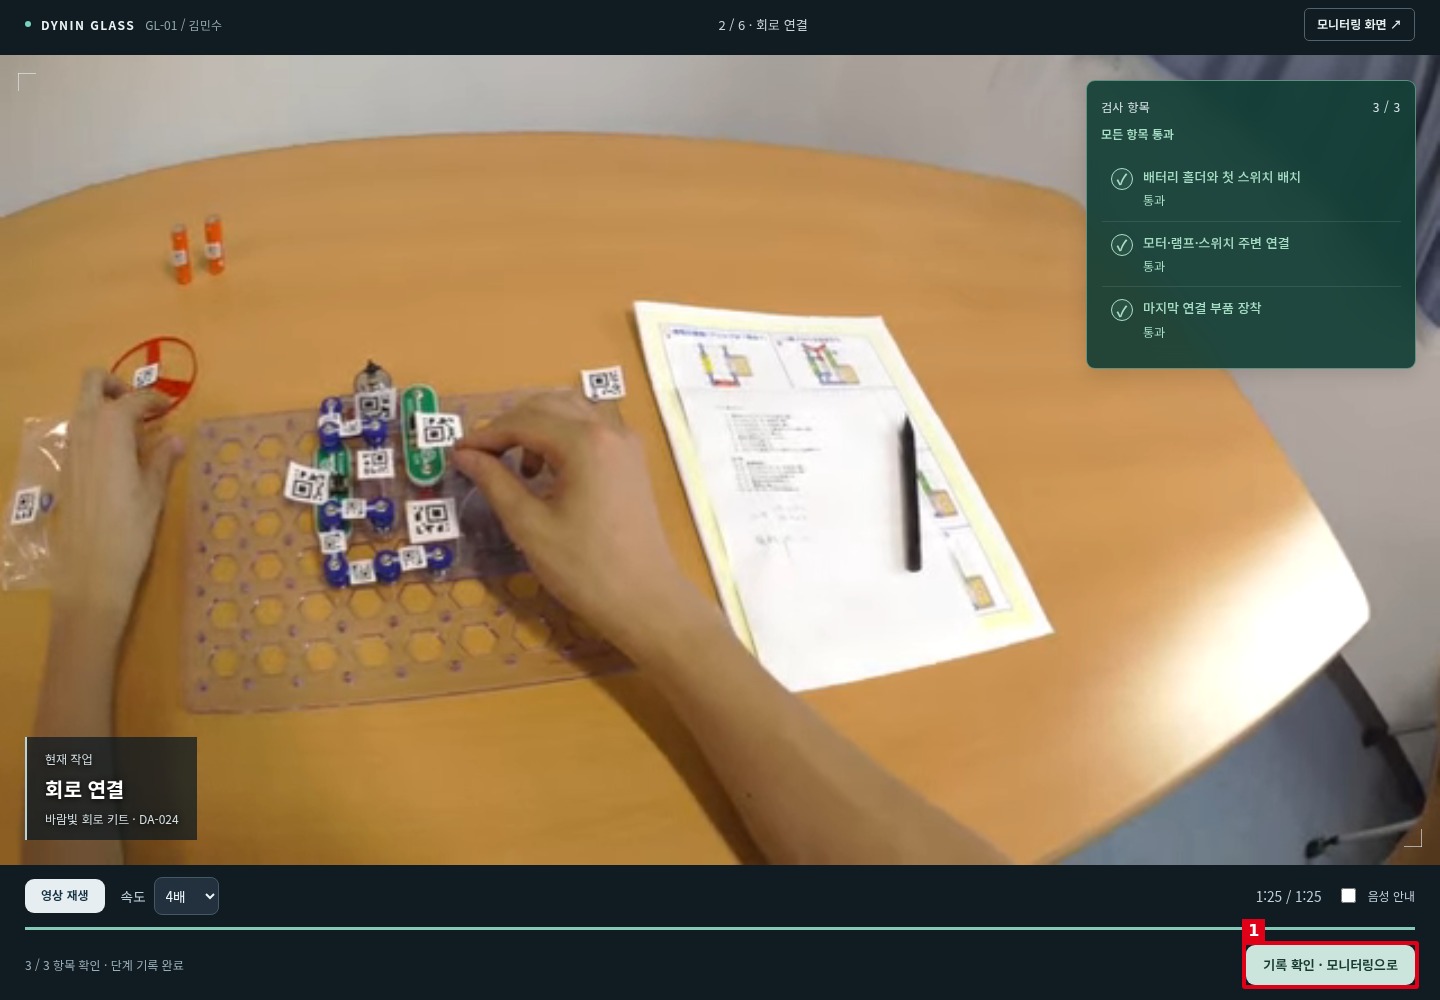 DYNIN GLASS GL-01 / 김민수
2 / 6 · 회로 연결
모니터링 화면 ↗
검사 항목 3 / 3
모든 항목 통과
배터리 홀더와 첫 스위치 배치
통과
모터·램프·스위치 주변 연결
통과
마지막 연결 부품 장착
통과
현재 작업
회로 연결
바람빛 회로 키트 · DA-024
영상 재생 속도 4배
1:25 / 1:25 음성 안내
1
3 / 3 항목 확인 · 단계 기록 완료
기록 확인 · 모니터링으로